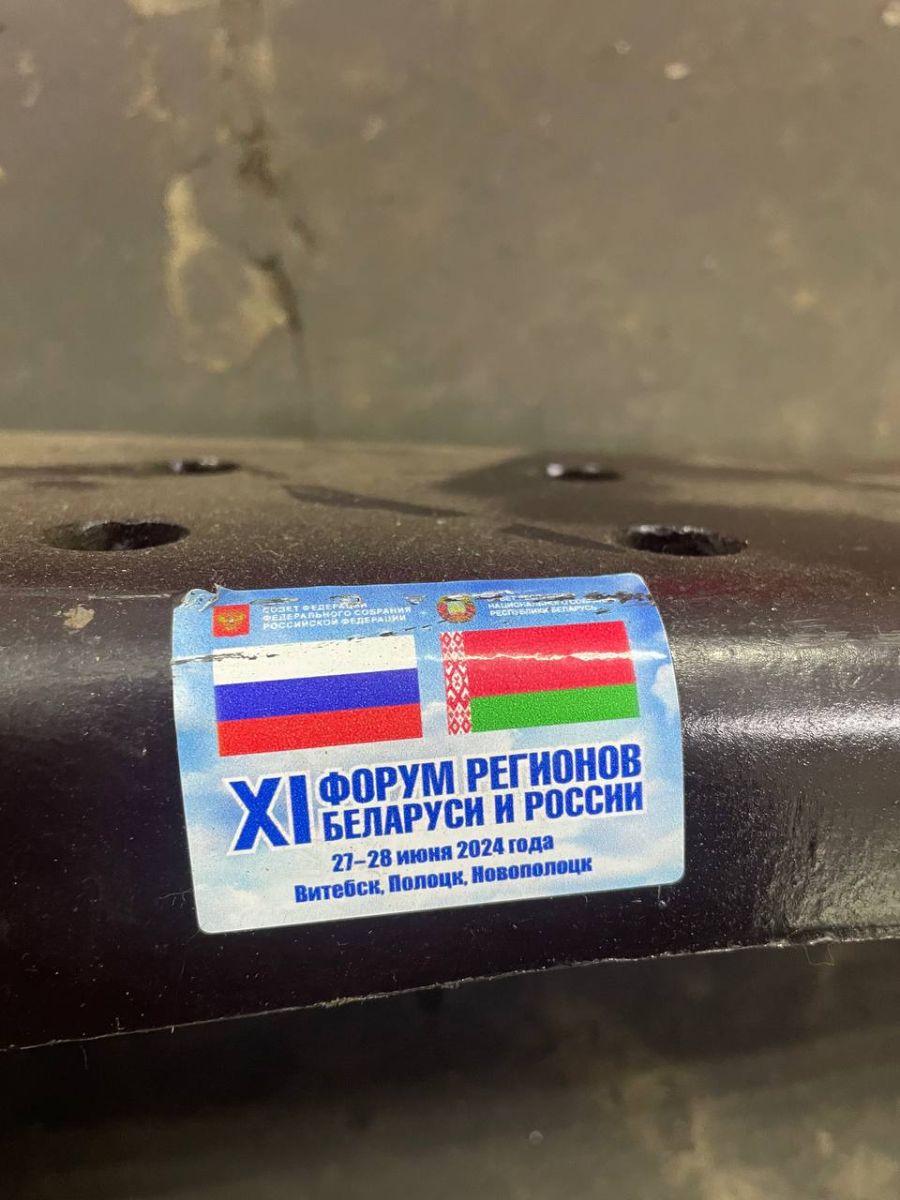 СОВЕТ ФЕДЕРАЦИИ
ФЕДЕРАЛЬНОГО СОБРАНИЯ
РОССИЙСКОЙ ФЕДЕРАЦИИ
НАЦИОНАЛЬНОГО
РЕСПУБЛИКИ БЕЛАРУСЬ
XI ФОРУМ РЕГИОНОВ
БЕЛАРУСИ И РОССИИ
27–28 июня 2024 года
Витебск, Полоцк, Новополоцк